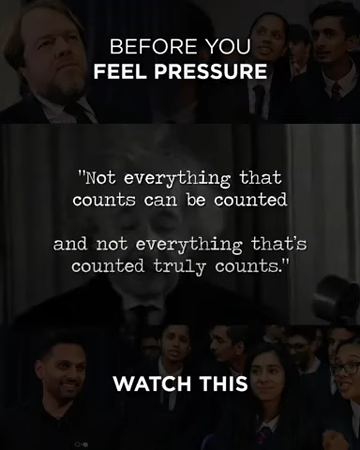 BEFORE YOU
FEEL PRESSURE
"Not everything that
counts can be counted
and not everything that's
counted truly counts."
WATCH THIS